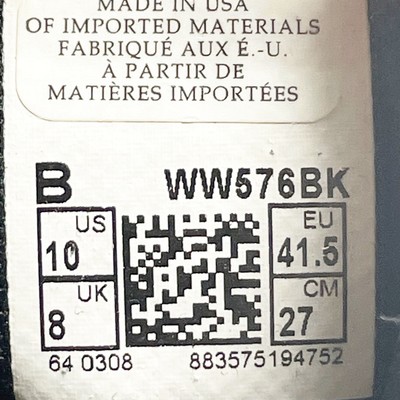 MADE IN USA
OF IMPORTED MATERIALS
FABRIQUÉ AUX É.-U.
À PARTIR DE
MATIÈRES IMPORTÉES
B WW576BK
US EU
10 41.5
UK CM
8 27
64 0308 883575194752